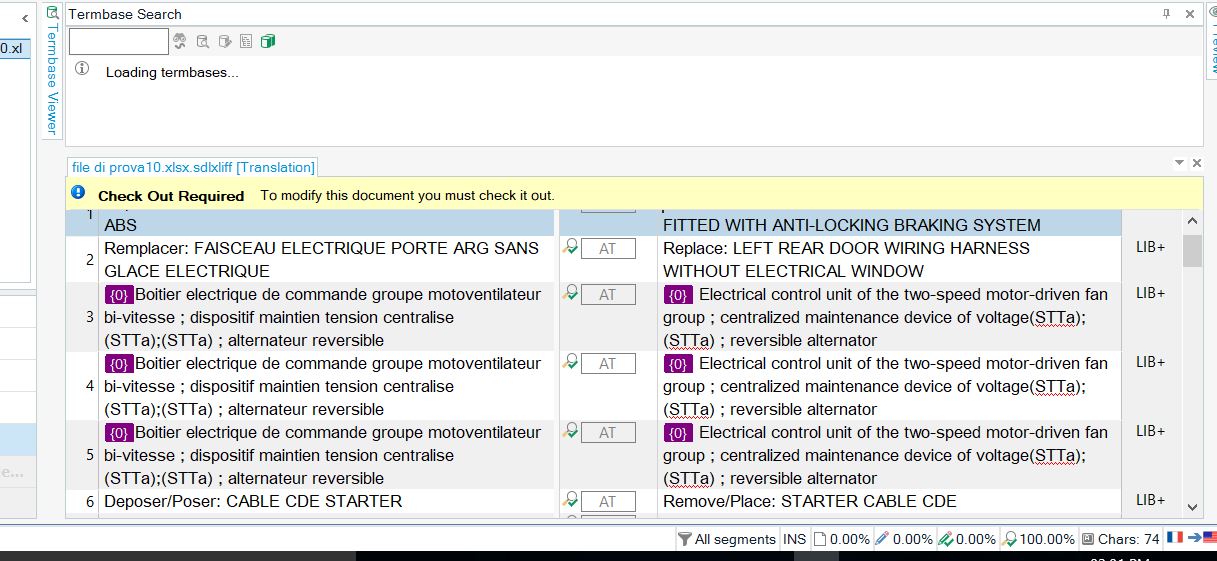 Termbase Search
0.xl
Termbase Viewer
Loading termbases...
file di prova10.xlsx.sdlxliff [Translation]
Check Out Required To modify this document you must check it out.
1
ABS
FITTED WITH ANTI-LOCKING BRAKING SYSTEM
2
Remplacer: FAISCEAU ELECTRIQUE PORTE ARG SANS
GLACE ELECTRIQUE
AT
Replace: LEFT REAR DOOR WIRING HARNESS
WITHOUT ELECTRICAL WINDOW
LIB+
3
{0} Boitier electrique de commande groupe motoventilateur
bi-vitesse ; dispositif maintien tension centralise
(STTa);(STTa) ; alternateur reversible
AT
{0} Electrical control unit of the two-speed motor-driven fan
group ; centralized maintenance device of voltage(STTa);
(STTa) ; reversible alternator
LIB+
4
{0} Boitier electrique de commande groupe motoventilateur
bi-vitesse ; dispositif maintien tension centralise
(STTa);(STTa) ; alternateur reversible
AT
{0} Electrical control unit of the two-speed motor-driven fan
group ; centralized maintenance device of voltage(STTa);
(STTa) ; reversible alternator
LIB+
5
{0} Boitier electrique de commande groupe motoventilateur
bi-vitesse ; dispositif maintien tension centralise
(STTa);(STTa) ; alternateur reversible
AT
{0} Electrical control unit of the two-speed motor-driven fan
group ; centralized maintenance device of voltage(STTa);
(STTa) ; reversible alternator
LIB+
e...
6
Deposer/Poser: CABLE CDE STARTER
AT
Remove/Place: STARTER CABLE CDE
LIB+
All segments INS 0.00% 0.00% 0.00% 100.00% Chars: 74